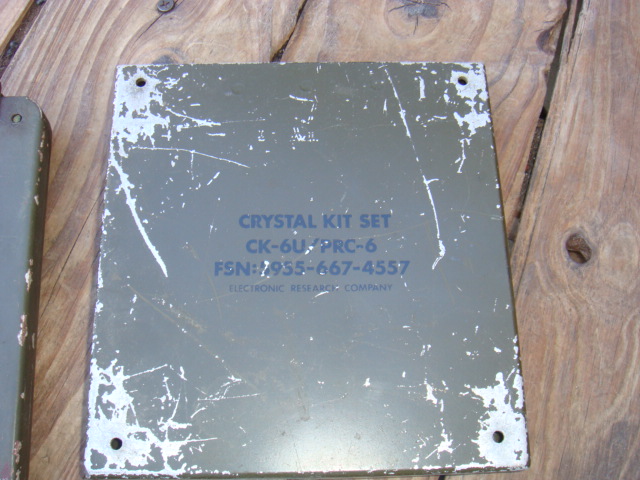 CRYSTAL KIT SET
CK-6U/PRC-6
FSN:5955-667-4557
ELECTRONIC RESEARCH COMPANY